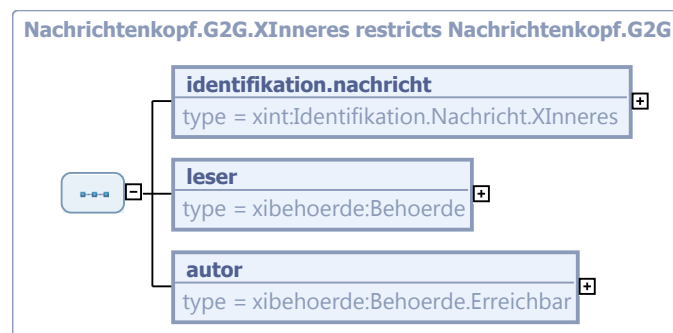 Nachrichtenkopf.G2G.XInneres restricts Nachrichtenkopf.G2G
identifikation.nachricht
type = xint:Identifikation.Nachricht.XInneres
leser
type = xibehoerde:Behoerde
autor
type = xibehoerde:Behoerde.Erreichbar